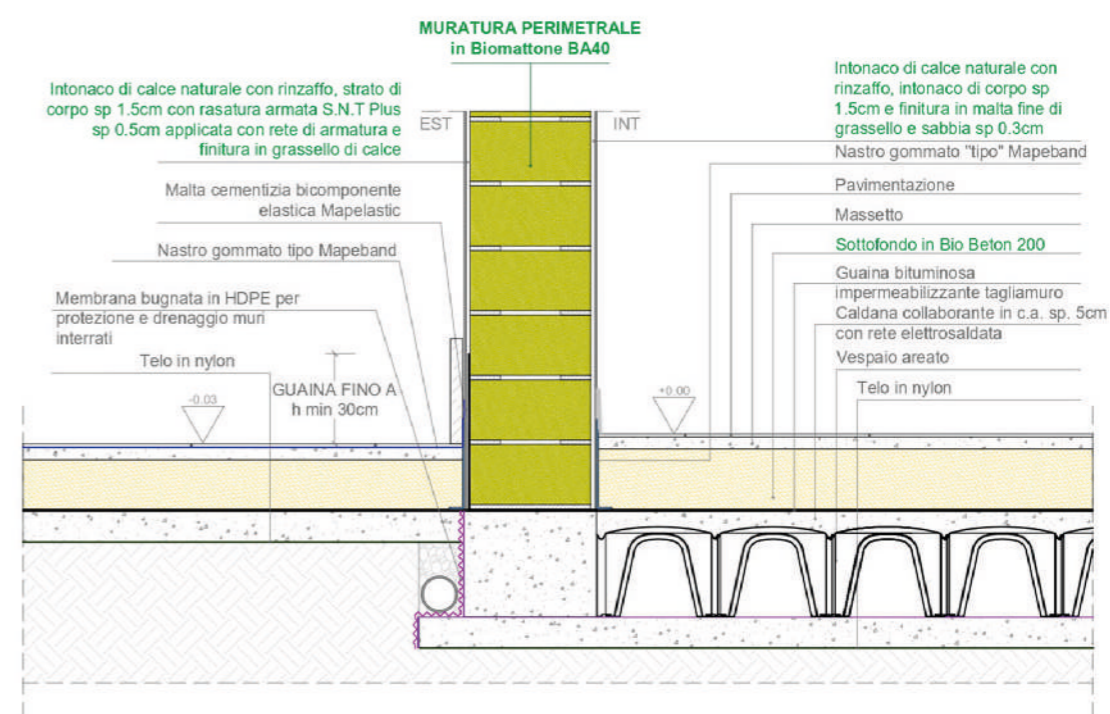 MURATURA PERIMETRALE
in Biomattone BA40
Intonaco di calce naturale con rinzaffo, strato di
corpo sp 1.5cm con rasatura armata S.N.T Plus
sp 0.5cm applicata con rete di armatura e
finitura in grassello di calce
EST
INT
Malta cementizia bicomponente
elastica Mapelastic
Nastro gommato tipo Mapeband
Membrana bugnata in HDPE per
protezione e drenaggio muri
interrati
Telo in nylon
GUAINA FINO A
h min 30cm
-0.03
Intonaco di calce naturale con
rinzaffo, intonaco di corpo sp
1.5cm e finitura in malta fine di
grassello e sabbia sp 0.3cm
Nastro gommato "tipo" Mapeband
Pavimentazione
Massetto
Sottofondo in Bio Beton 200
Guaina bituminosa
impermeabilizzante tagliamuro
Caldana collaborante in c.a. sp. 5cm
con rete elettrosaldata
Vespaio areato
Telo in nylon
+0.00